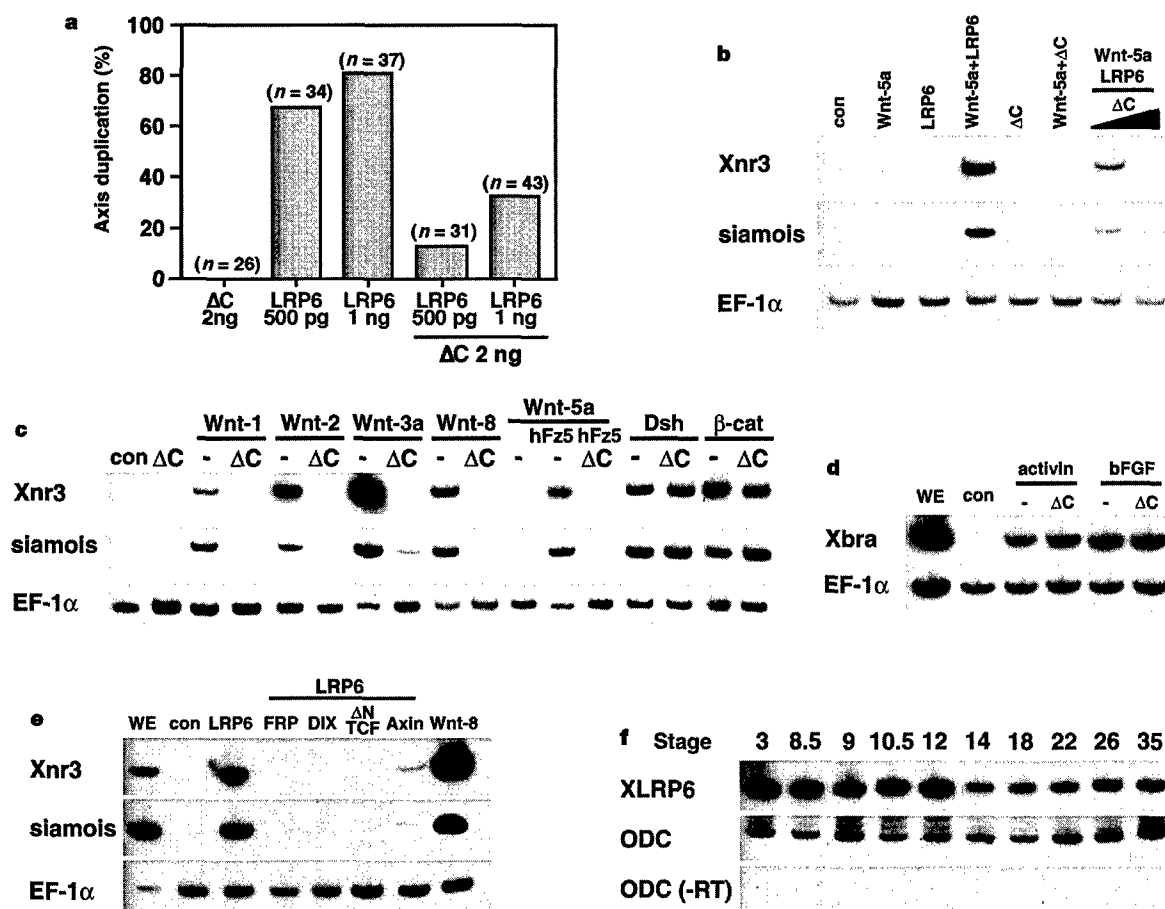 a
Axis duplication (%)
100
80
60
40
20
0
(n = 26)
(n = 34)
(n = 37)
(n = 31)
(n = 43)
ΔC LRP6 LRP6 LRP6 LRP6
2ng 500 pg 1 ng 500 pg 1 ng
ΔC 2 ng
b
con
Wnt-5a
LRP6
Wnt-5a+LRP6
ΔC
Wnt-5a+ΔC
Wnt-5a
LRP6
ΔC
Xnr3
siamois
EF-1α
c
Wnt-1 Wnt-2 Wnt-3a Wnt-8 Wnt-5a Dsh β-cat
hFz5 hFz5
con ΔC - ΔC - ΔC - ΔC - ΔC - - ΔC - ΔC - ΔC
Xnr3
siamois
EF-1α
d
activin bFGF
WE con - ΔC - ΔC
Xbra
EF-1α
e
LRP6
WE con LRP6 FRP DIX ΔN TCF Axin Wnt-8
Xnr3
siamois
EF-1α
f Stage 3 8.5 9 10.5 12 14 18 22 26 35
XLRP6
ODC
ODC (-RT)